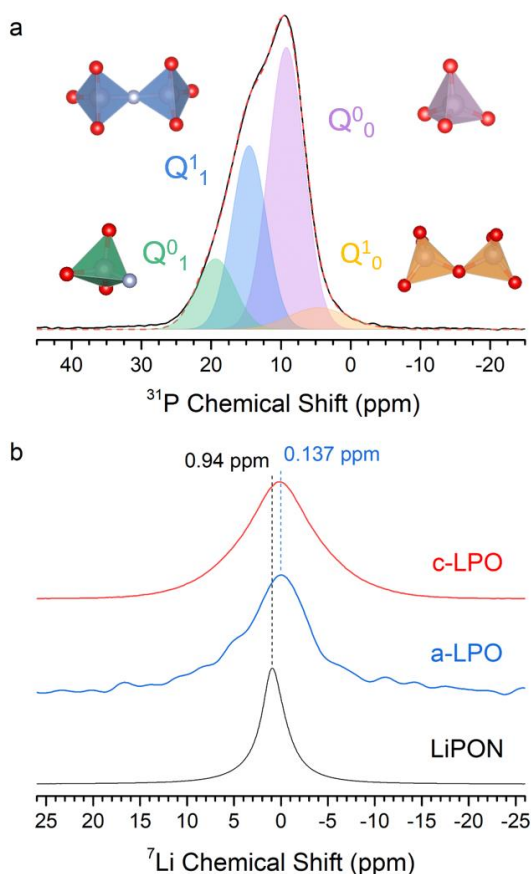 a
Q⁰₀
Q¹₁
Q⁰₁
Q¹₀
40 30 20 10 0 -10 -20
³¹P Chemical Shift (ppm)
b
0.94 ppm
0.137 ppm
c-LPO
a-LPO
LiPON
25 20 15 10 5 0 -5 -10 -15 -20 -25
⁷Li Chemical Shift (ppm)